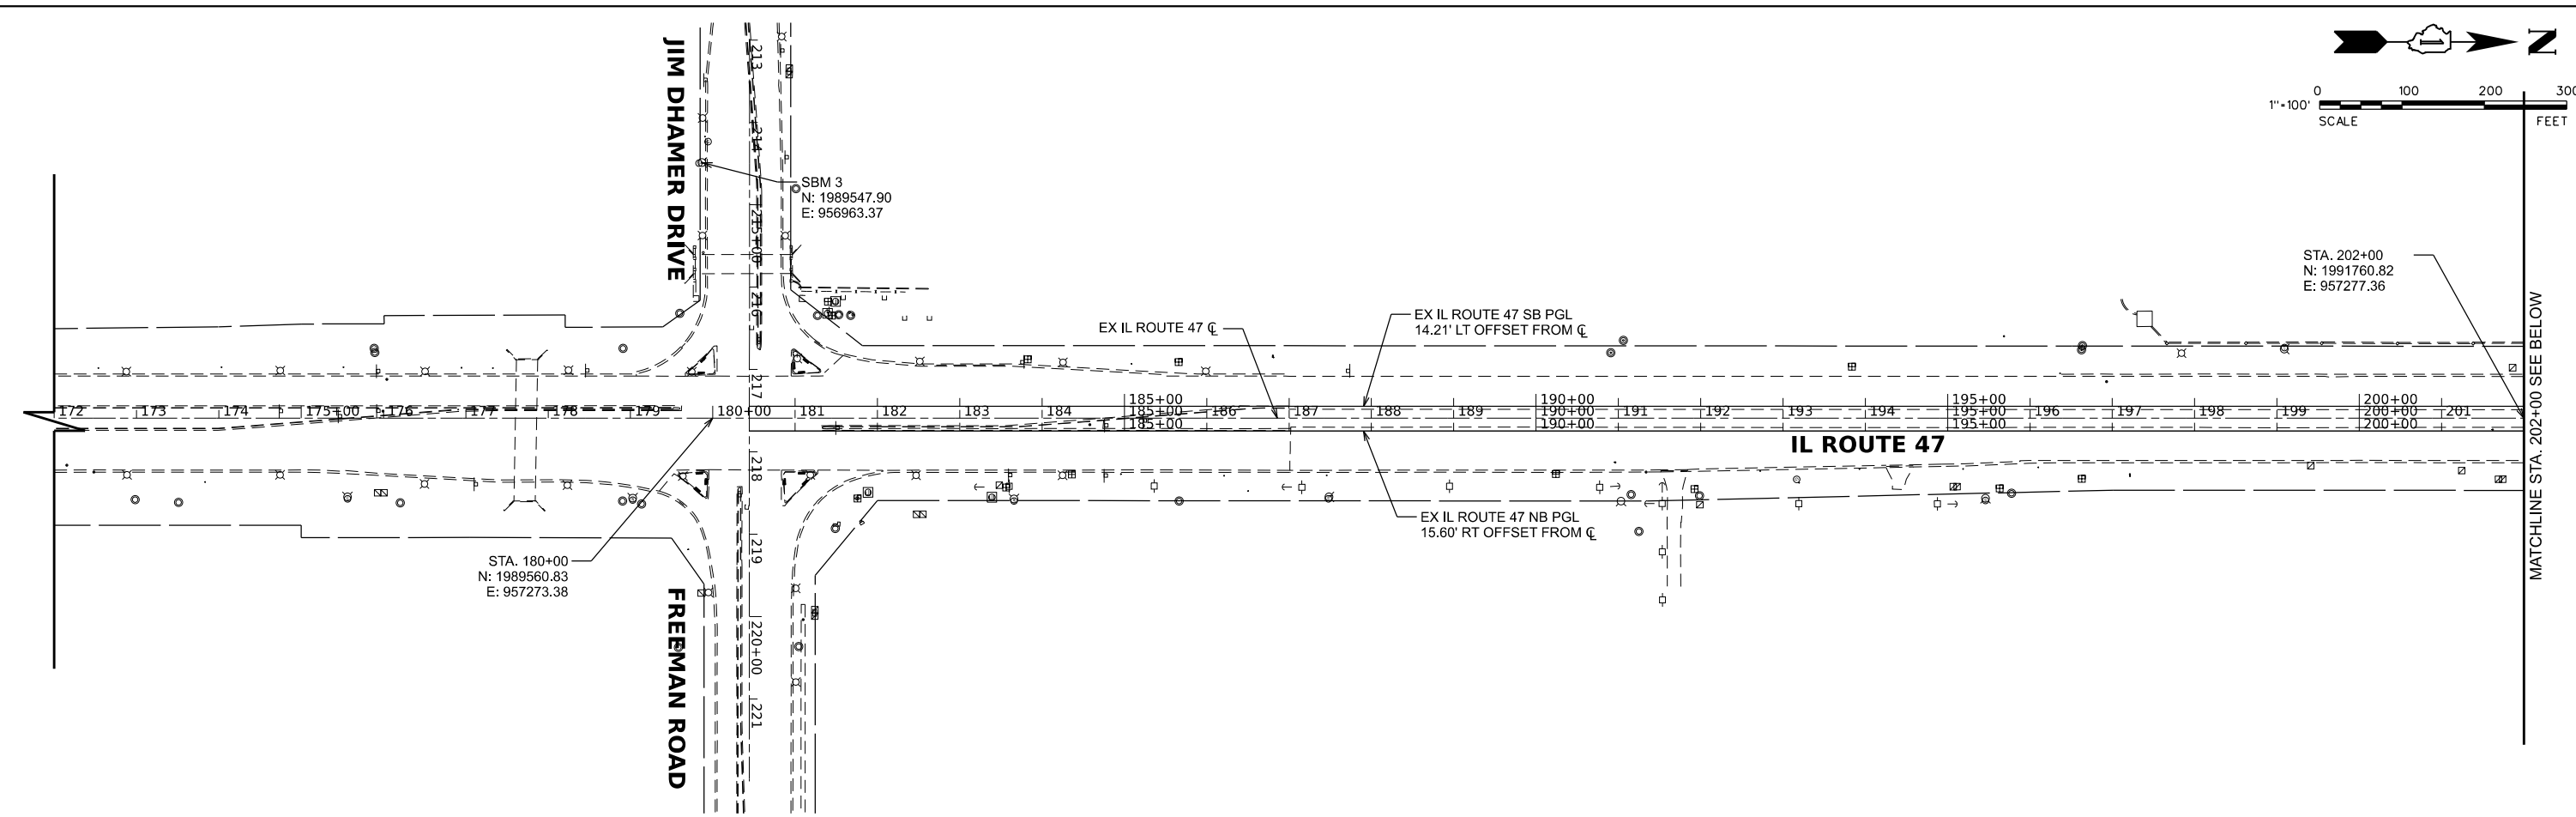 JIM DHAMER DRIVE
213
214
215+00
216
217
218
219
220+00
221
N
0 100 200 300
1"=100'
SCALE FEET
SBM 3
N: 1989547.90
E: 956963.37
STA. 202+00
N: 1991760.82
E: 957277.36
MATCHLINE STA. 202+00 SEE BELOW
EX IL ROUTE 47 ℄
EX IL ROUTE 47 SB PGL
14.21' LT OFFSET FROM ℄
185+00 190+00 195+00 200+00
172 173 174 175+00 176 177 178 179 180+00 181 182 183 184 185+00 186 187 188 189 190+00 191 192 193 194 195+00 196 197 198 199 200+00 201
185+00 190+00 195+00 200+00
IL ROUTE 47
EX IL ROUTE 47 NB PGL
15.60' RT OFFSET FROM ℄
STA. 180+00
N: 1989560.83
E: 957273.38
FREEMAN ROAD